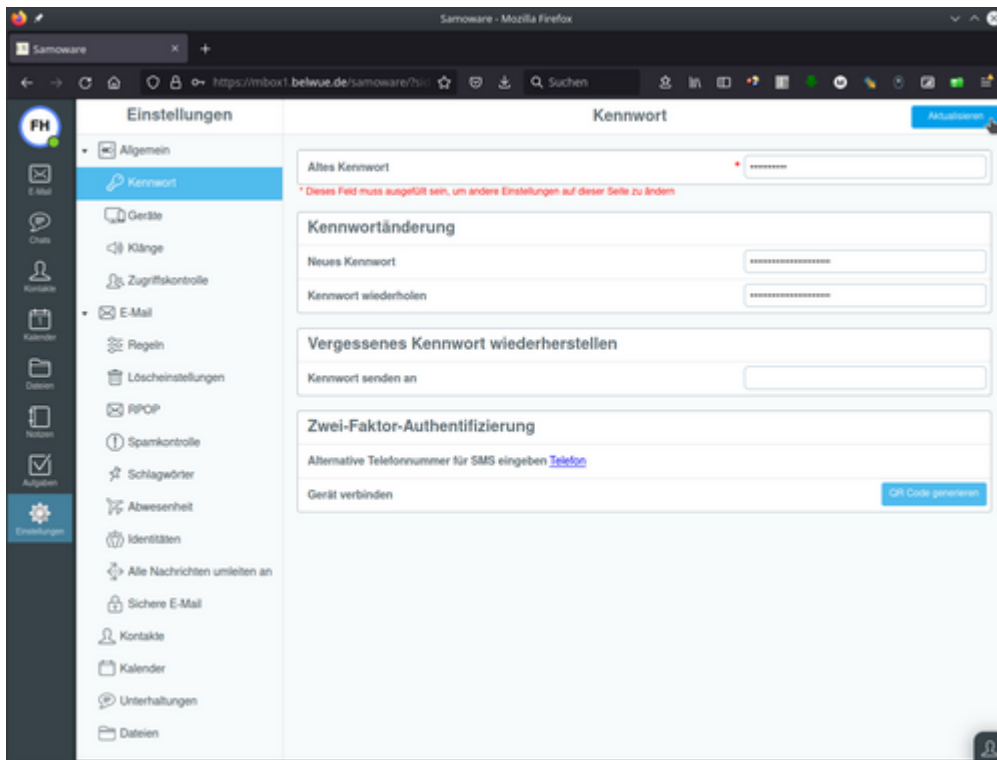 Samoware - Mozilla Firefox
Samoware
https://mbox1.belwue.de/samoware/?si
Suchen
FH
E-Mail
Chats
Kontakte
Kalender
Dateien
Notizen
Aufgaben
Einstellungen
Einstellungen
Allgemein
Kennwort
Geräte
Klänge
Zugriffskontrolle
E-Mail
Regeln
Löscheinstellungen
RPOP
Spamkontrolle
Schlagwörter
Abwesenheit
Identitäten
Alle Nachrichten umleiten an
Sichere E-Mail
Kontakte
Kalender
Unterhaltungen
Dateien
Kennwort
Aktualisieren
Altes Kennwort *
* Dieses Feld muss ausgefüllt sein, um andere Einstellungen auf dieser Seite zu ändern
Kennwortänderung
Neues Kennwort
Kennwort wiederholen
Vergessenes Kennwort wiederherstellen
Kennwort senden an
Zwei-Faktor-Authentifizierung
Alternative Telefonnummer für SMS eingeben Telefon
Gerät verbinden
QR Code generieren